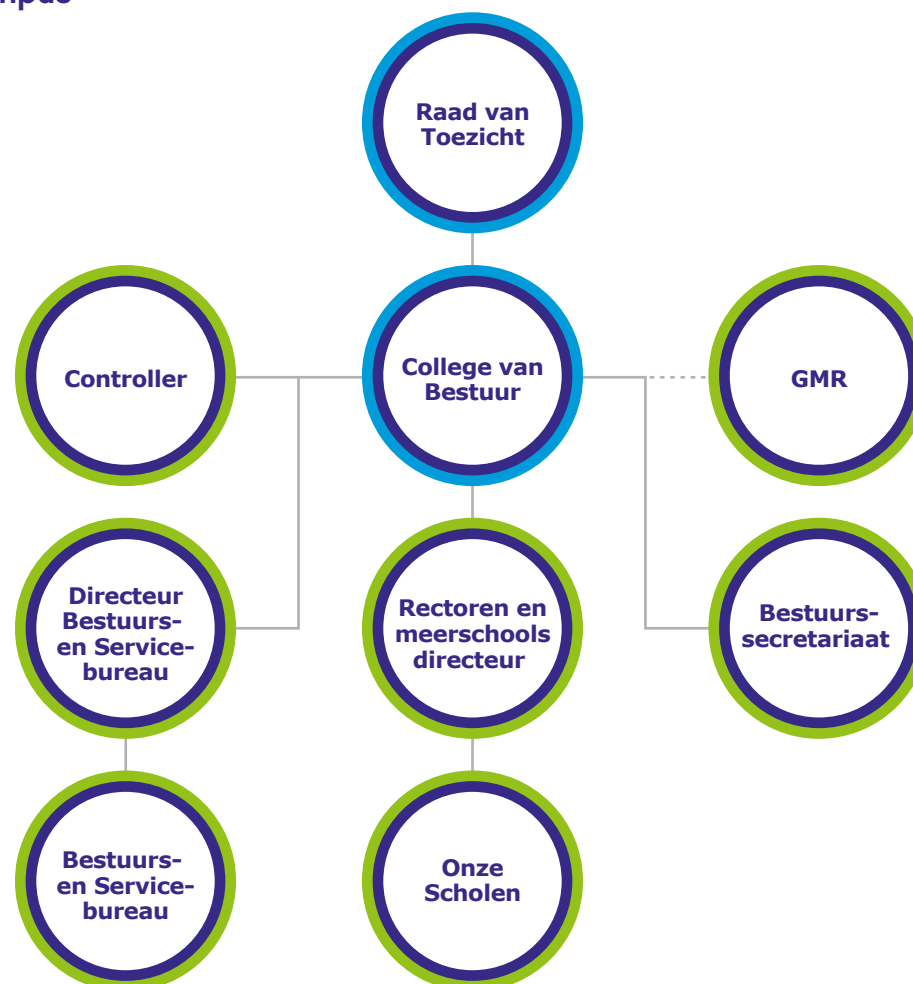 Raad van
Toezicht
Controller
College van
Bestuur
GMR
Directeur
Bestuurs-
en Service-
bureau
Rectoren en
meerschools
directeur
Bestuurs-
secretariaat
Bestuurs-
en Service-
bureau
Onze
Scholen